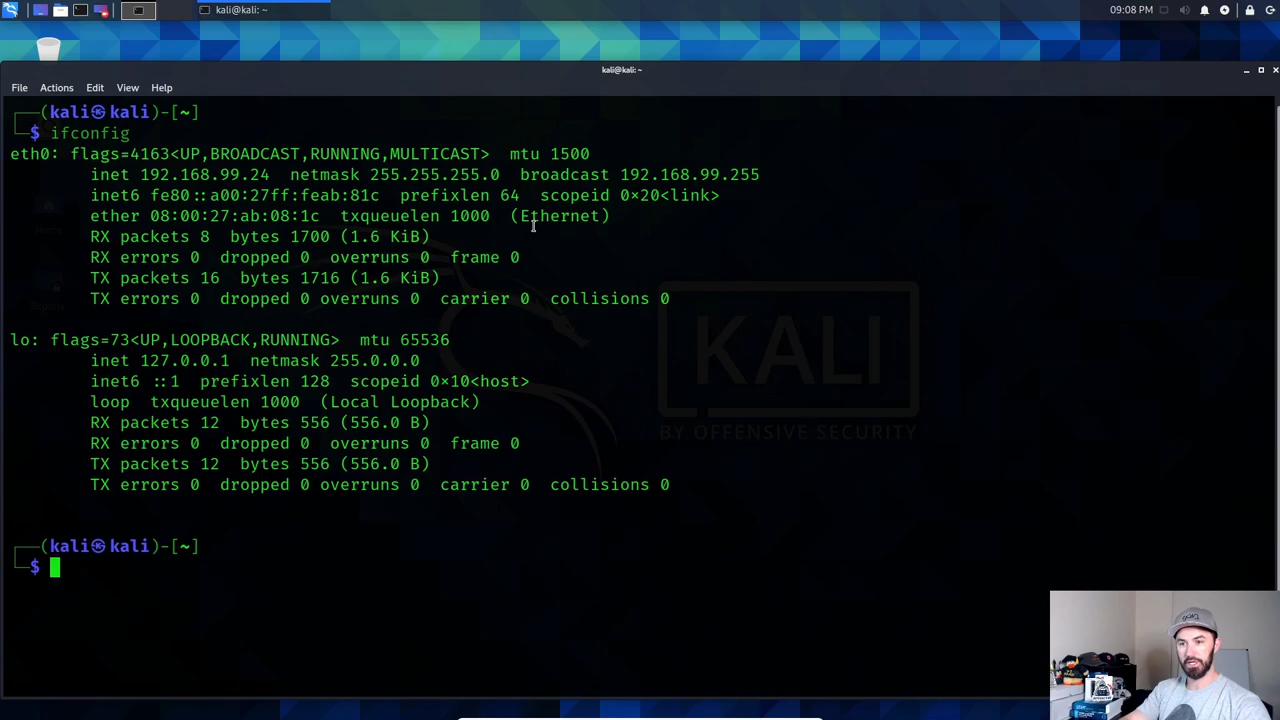 kali@kali: ~
09:08 PM
kali@kali: ~
File Actions Edit View Help
┌──(kali㉿kali)-[~]
└─$ ifconfig
eth0: flags=4163<UP,BROADCAST,RUNNING,MULTICAST>  mtu 1500
        inet 192.168.99.24  netmask 255.255.255.0  broadcast 192.168.99.255
        inet6 fe80::a00:27ff:feab:81c  prefixlen 64  scopeid 0x20<link>
        ether 08:00:27:ab:08:1c  txqueuelen 1000  (Ethernet)
        RX packets 8  bytes 1700 (1.6 KiB)
        RX errors 0  dropped 0  overruns 0  frame 0
        TX packets 16  bytes 1716 (1.6 KiB)
        TX errors 0  dropped 0 overruns 0  carrier 0  collisions 0
lo: flags=73<UP,LOOPBACK,RUNNING>  mtu 65536
        inet 127.0.0.1  netmask 255.0.0.0
        inet6 ::1  prefixlen 128  scopeid 0x10<host>
        loop  txqueuelen 1000  (Local Loopback)
        RX packets 12  bytes 556 (556.0 B)
        RX errors 0  dropped 0  overruns 0  frame 0
        TX packets 12  bytes 556 (556.0 B)
        TX errors 0  dropped 0 overruns 0  carrier 0  collisions 0
┌──(kali㉿kali)-[~]
└─$
KALI
BY OFFENSIVE SECURITY
Home